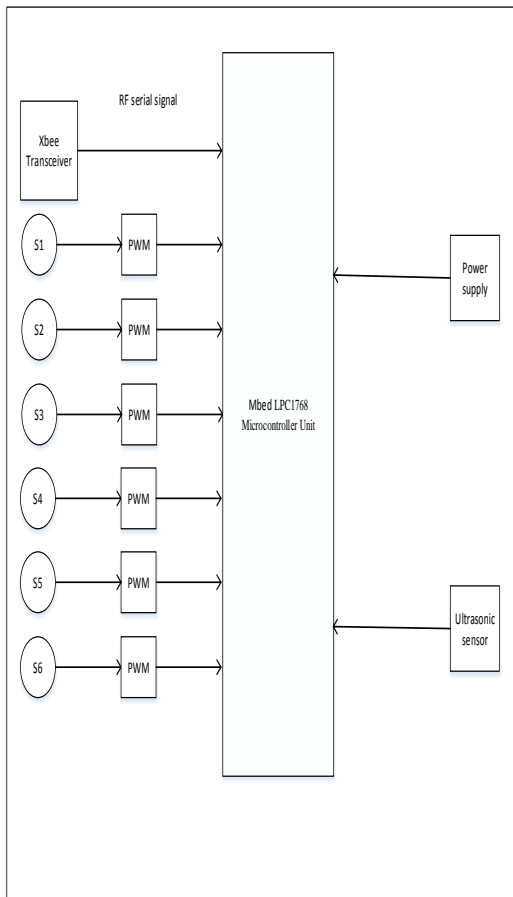 RF serial signal
Xbee
Transceiver
S1
PWM
S2
PWM
S3
PWM
S4
PWM
S5
PWM
S6
PWM
Mbed LPC1768
Microcontroller Unit
Power
supply
Ultrasonic
sensor